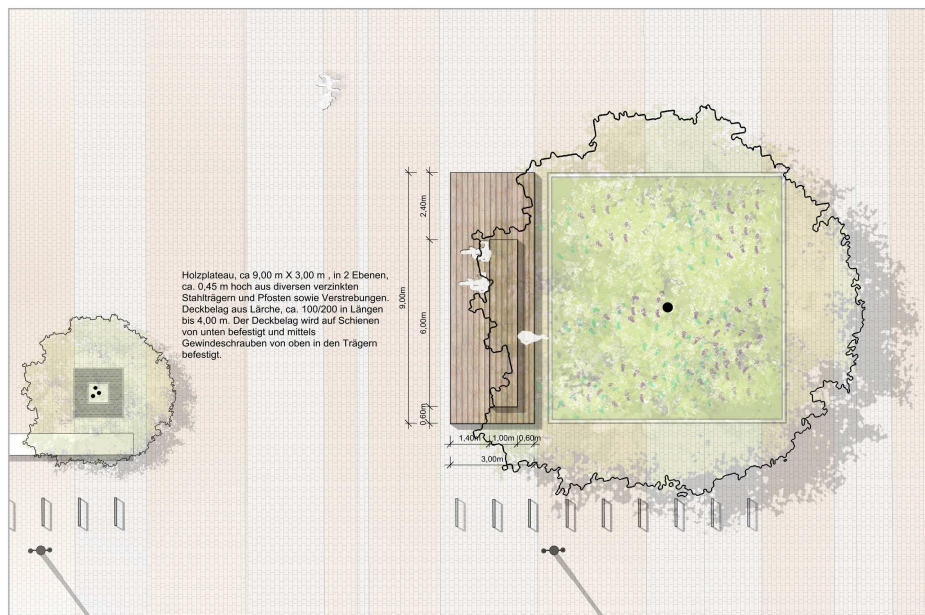 2,40m
9,00m
6,00m
0,60m
Holzplateau, ca 9,00 m X 3,00 m , in 2 Ebenen,
ca. 0,45 m hoch aus diversen verzinkten
Stahlträgern und Pfosten sowie Verstrebungen.
Deckbelag aus Lärche, ca. 100/200 in Längen
bis 4,00 m. Der Deckbelag wird auf Schienen
von unten befestigt und mittels
Gewindeschrauben von oben in den Trägern
befestigt.
1,40m 1,00m 0,60m
3,00m